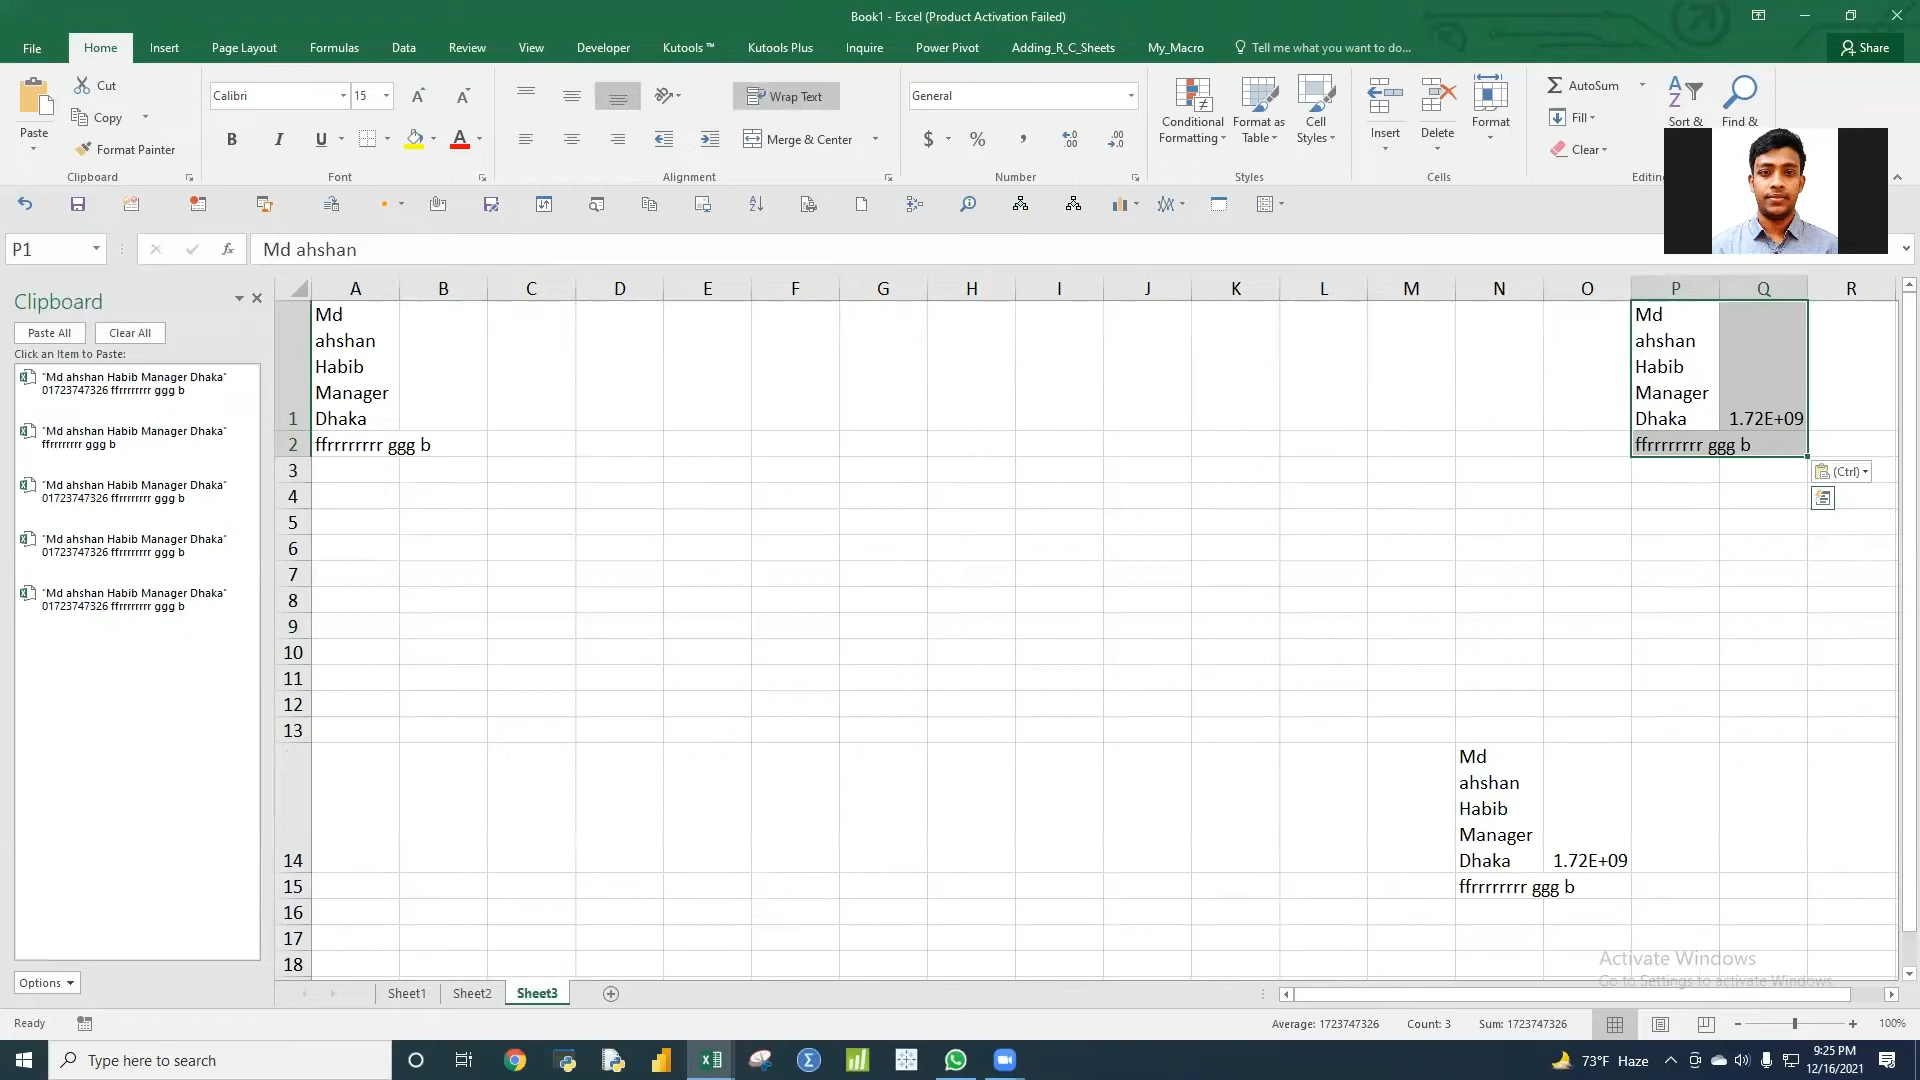 Book1 - Excel (Product Activation Failed)
File Home Insert Page Layout Formulas Data Review View Developer Kutools ™ Kutools Plus Inquire Power Pivot Adding_R_C_Sheets My_Macro Tell me what you want to do... Share
Paste
Cut
Copy
Format Painter
Clipboard
Calibri 15
B I U A
Font
Wrap Text
Merge & Center
Alignment
General
$ % ,
Number
Conditional Formatting
Format as Table
Cell Styles
Styles
Insert Delete Format
Cells
AutoSum
Fill
Clear
Sort &
Find &
Editing
P1 fx Md ahshan
Clipboard
Paste All Clear All
Click an Item to Paste:
"Md ahshan Habib Manager Dhaka"
01723747326 ffrrrrrrrr ggg b
"Md ahshan Habib Manager Dhaka"
ffrrrrrrrr ggg b
"Md ahshan Habib Manager Dhaka"
01723747326 ffrrrrrrrr ggg b
"Md ahshan Habib Manager Dhaka"
01723747326 ffrrrrrrrr ggg b
"Md ahshan Habib Manager Dhaka"
01723747326 ffrrrrrrrr ggg b
Options
A B C D E F G H I J K L M N O P Q R
Md
ahshan
Habib
Manager
1 Dhaka
2 ffrrrrrrrr ggg b
Md
ahshan
Habib
Manager
Dhaka 1.72E+09
ffrrrrrrrr ggg b
(Ctrl)
3
4
5
6
7
8
9
10
11
12
13
14
15
16
17
18
Md
ahshan
Habib
Manager
Dhaka 1.72E+09
ffrrrrrrrr ggg b
Activate Windows
Go to Settings to activate Windows.
Sheet1 Sheet2 Sheet3
Ready Average: 1723747326 Count: 3 Sum: 1723747326 100%
Type here to search
73°F Haze
9:25 PM
12/16/2021